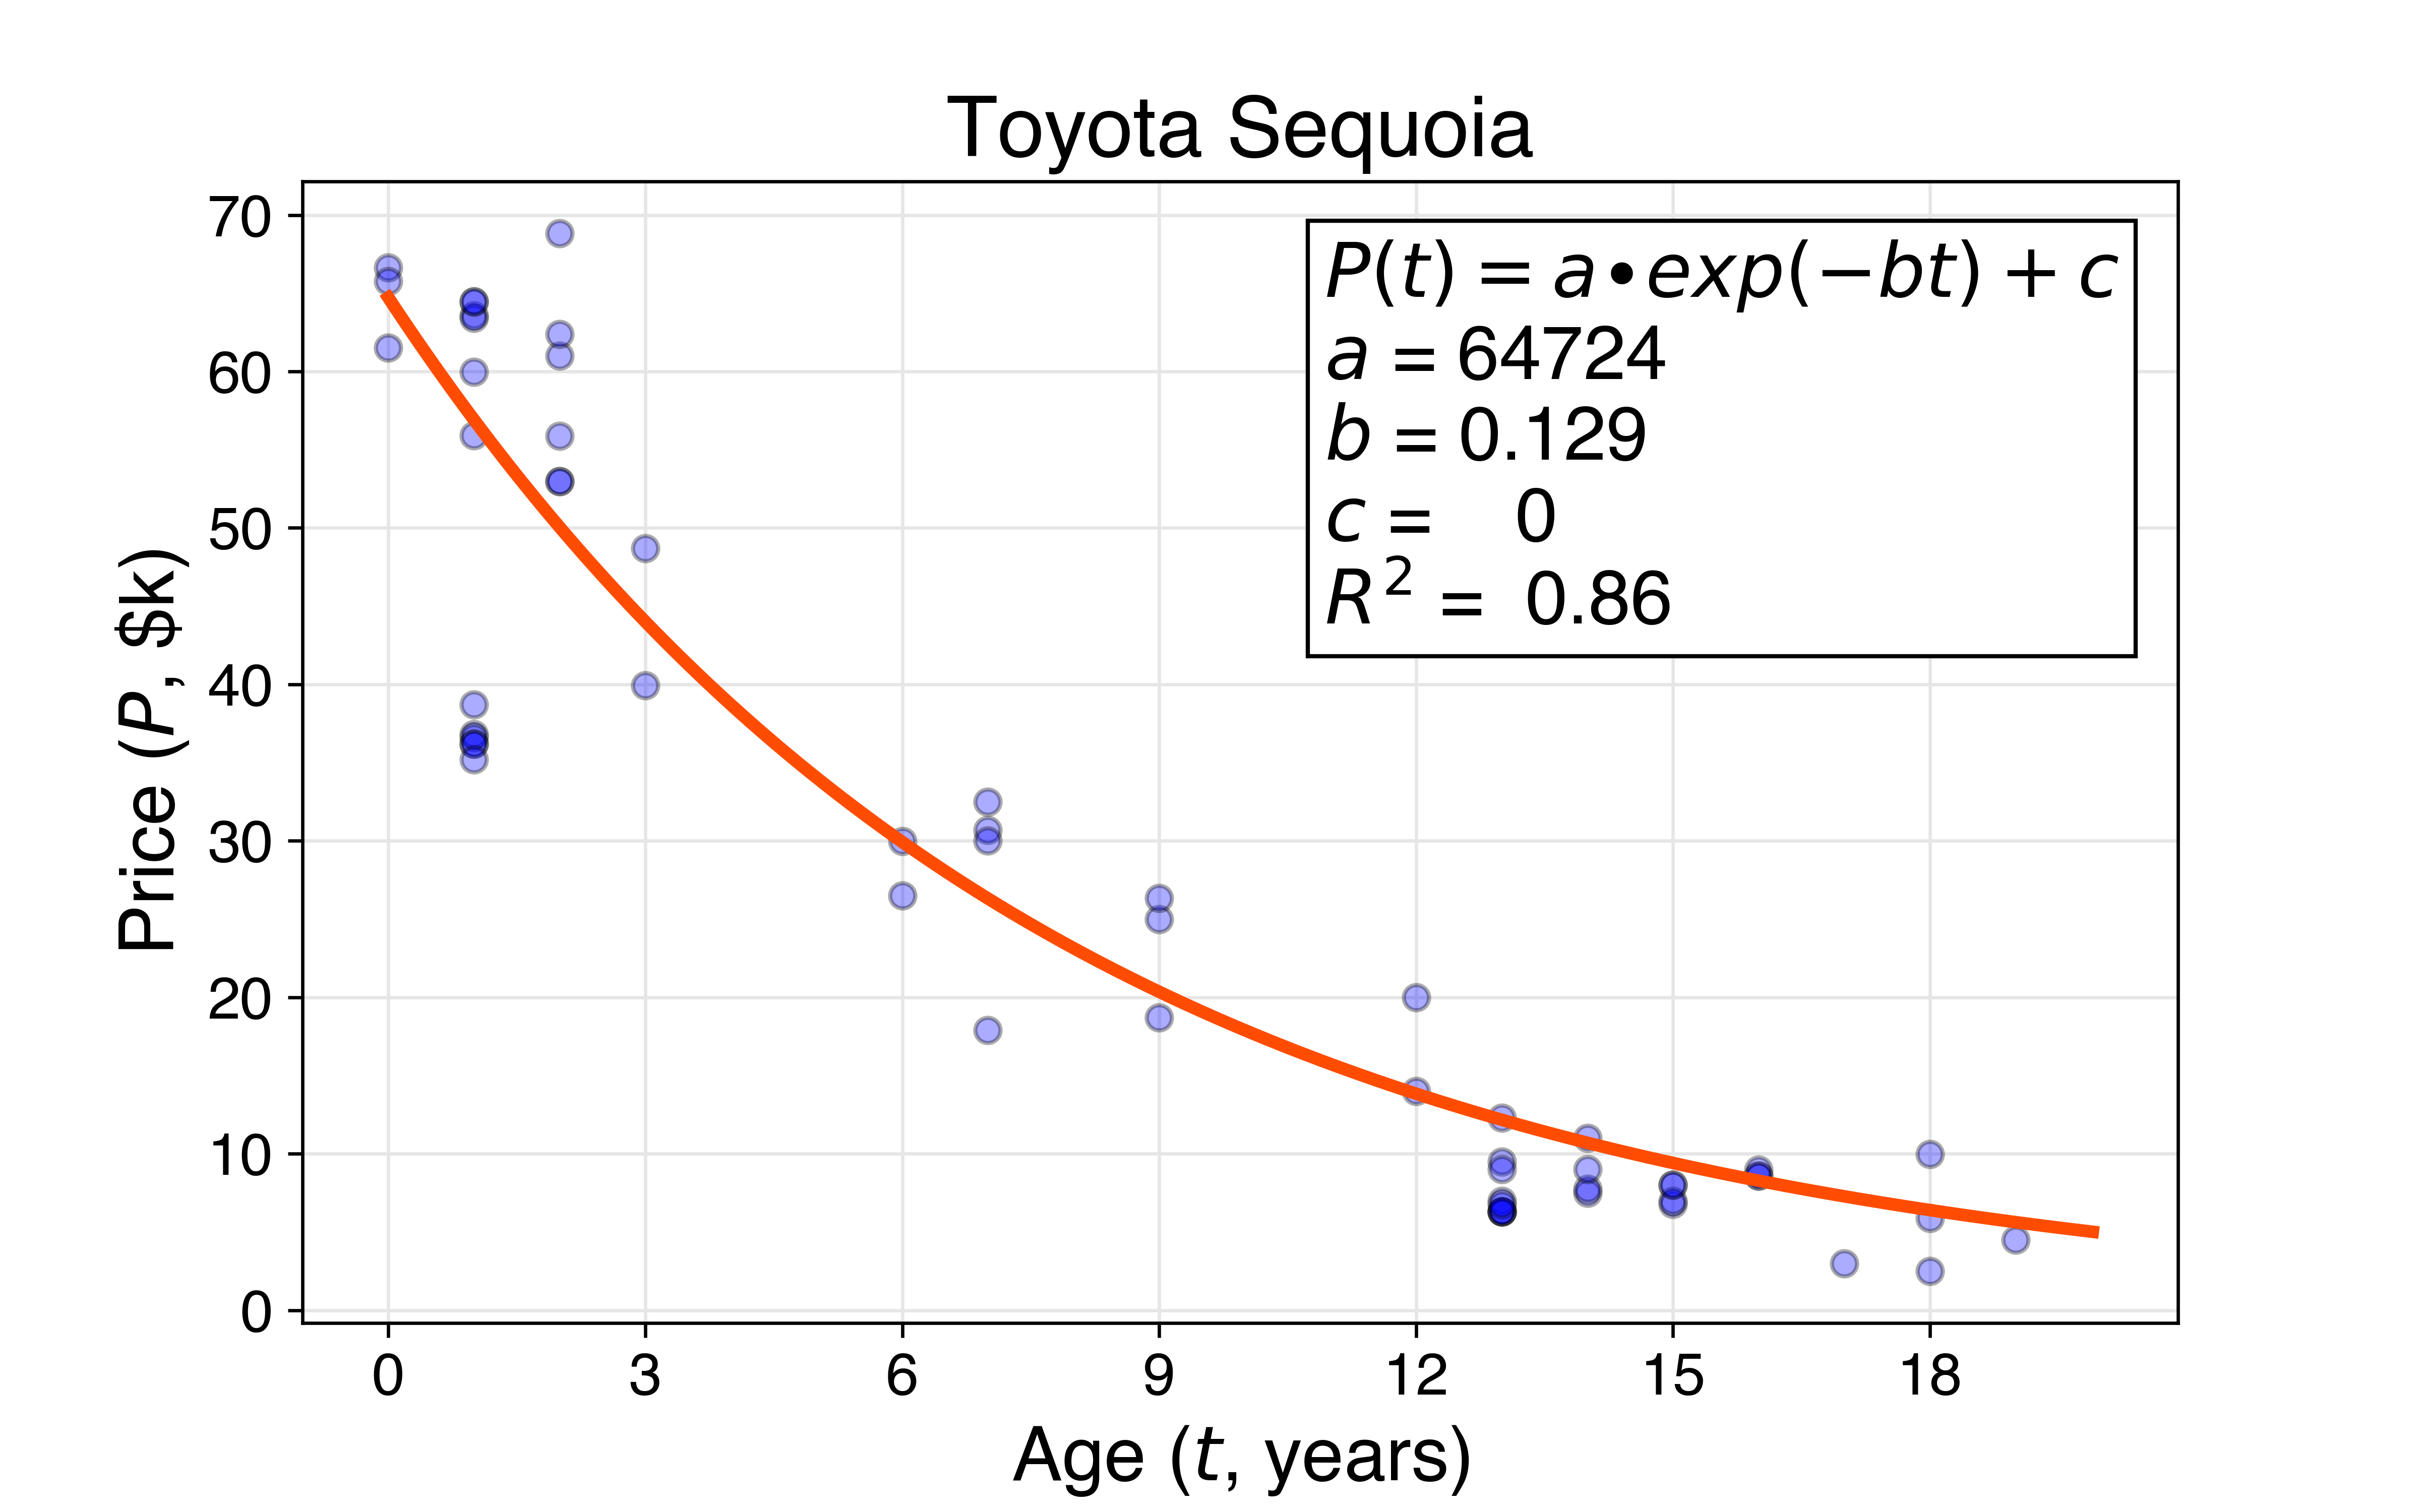 Toyota Sequoia
70
60
50
40
30
20
10
0
Price (P, $k)
P(t) = a•exp(−bt) + c
a = 64724
b = 0.129
c = 0
R² = 0.86
0 3 6 9 12 15 18
Age (t, years)